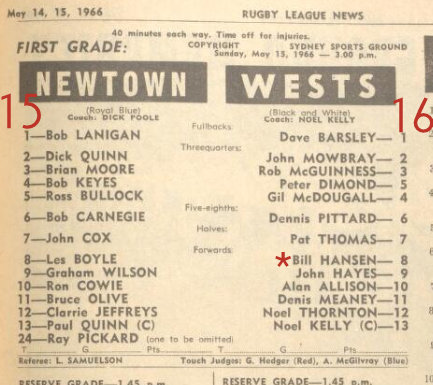 May 14, 15, 1966 RUGBY LEAGUE NEWS
40 minutes each way. Time off for injuries.
FIRST GRADE: COPYRIGHT SYDNEY SPORTS GROUND
Sunday, May 15, 1966 — 3.00 p.m.
NEWTOWN WESTS
15 (Royal Blue) (Black and White) 16
Coach: DICK POOLE Coach: NOEL KELLY
Fullbacks:
1—Bob LANIGAN Dave BARSLEY— 1
Threequarters:
2—Dick QUINN John MOWBRAY— 2
3—Brian MOORE Rob McGUINNESS— 3
4—Bob KEYES Peter DIMOND— 5
5—Ross BULLOCK Gil McDOUGALL— 4
Five-eighths:
6—Bob CARNEGIE Dennis PITTARD— 6
Halves:
7—John COX Pat THOMAS— 7
Forwards:
8—Les BOYLE *Bill HANSEN— 8
9—Graham WILSON John HAYES— 9
10—Ron COWIE Alan ALLISON—10
11—Bruce OLIVE Denis MEANEY—11
12—Clarrie JEFFREYS Noel THORNTON—12
13—Paul QUINN (C) Noel KELLY (C)—13
24—Ray PICKARD (one to be omitted)
T........ G........ Pts........ T........ G........ Pts........
Referee: L. SAMUELSON Touch Judges: G. Hedger (Red), A. McGilvray (Blue)
RESERVE GRADE—1.45 p.m. RESERVE GRADE—1.45 p.m.